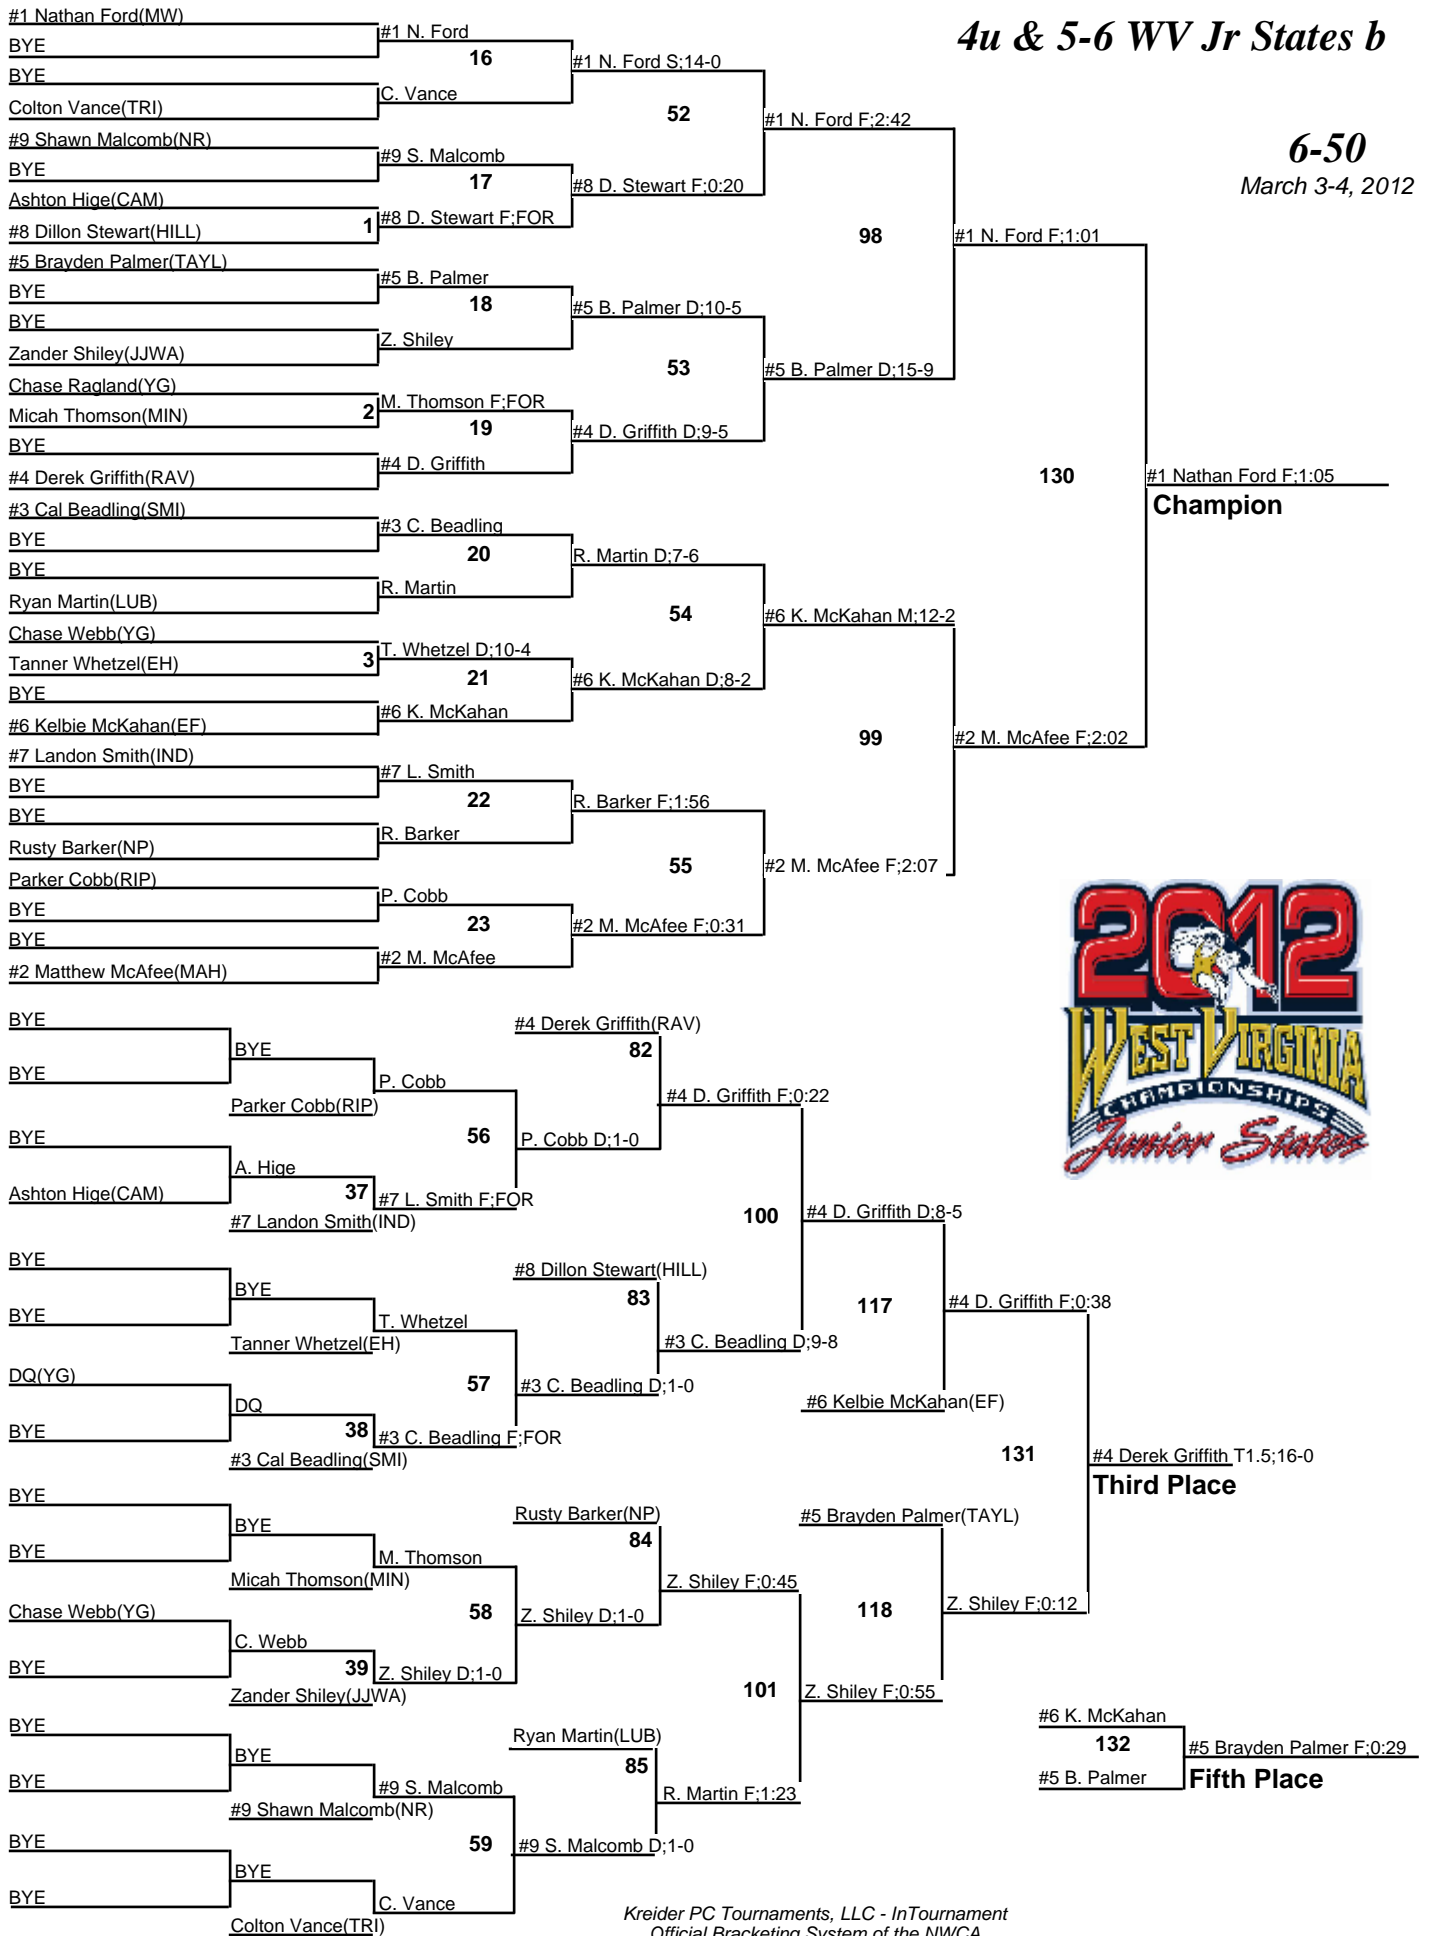 4u & 5-6 WV Jr States b
6-50
March 3-4, 2012
#1 Nathan Ford(MW)
BYE
BYE
Colton Vance(TRI)
#9 Shawn Malcomb(NR)
BYE
Ashton Hige(CAM)
#8 Dillon Stewart(HILL)
#5 Brayden Palmer(TAYL)
BYE
BYE
Zander Shiley(JJWA)
Chase Ragland(YG)
Micah Thomson(MIN)
BYE
#4 Derek Griffith(RAV)
#3 Cal Beadling(SMI)
BYE
BYE
Ryan Martin(LUB)
Chase Webb(YG)
Tanner Whetzel(EH)
BYE
#6 Kelbie McKahan(EF)
#7 Landon Smith(IND)
BYE
BYE
Rusty Barker(NP)
Parker Cobb(RIP)
BYE
BYE
#2 Matthew McAfee(MAH)
1
2
3
#1 N. Ford
16
C. Vance
#9 S. Malcomb
17
#8 D. Stewart F;FOR
#5 B. Palmer
18
Z. Shiley
M. Thomson F;FOR
19
#4 D. Griffith
#3 C. Beadling
20
R. Martin
T. Whetzel D;10-4
21
#6 K. McKahan
#7 L. Smith
22
R. Barker
P. Cobb
23
#2 M. McAfee
#1 N. Ford S;14-0
52
#8 D. Stewart F;0:20
#5 B. Palmer D;10-5
53
#4 D. Griffith D;9-5
R. Martin D;7-6
54
#6 K. McKahan D;8-2
R. Barker F;1:56
55
#2 M. McAfee F;0:31
#1 N. Ford F;2:42
98
#5 B. Palmer D;15-9
#6 K. McKahan M;12-2
99
#2 M. McAfee F;2:07
#1 N. Ford F;1:01
130
#2 M. McAfee F;2:02
#1 Nathan Ford F;1:05
Champion
2012
WEST VIRGINIA
CHAMPIONSHIPS
Junior States
BYE
BYE
BYE
Ashton Hige(CAM)
BYE
BYE
DQ(YG)
BYE
BYE
BYE
Chase Webb(YG)
BYE
BYE
BYE
BYE
BYE
BYE
Parker Cobb(RIP)
A. Hige
37
#7 Landon Smith(IND)
BYE
Tanner Whetzel(EH)
DQ
38
#3 Cal Beadling(SMI)
BYE
Micah Thomson(MIN)
C. Webb
39
Zander Shiley(JJWA)
BYE
#9 Shawn Malcomb(NR)
BYE
Colton Vance(TRI)
P. Cobb
56
#7 L. Smith F;FOR
T. Whetzel
57
#3 C. Beadling F;FOR
M. Thomson
58
Z. Shiley D;1-0
#9 S. Malcomb
59
C. Vance
#4 Derek Griffith(RAV)
82
P. Cobb D;1-0
#8 Dillon Stewart(HILL)
83
#3 C. Beadling D;1-0
Rusty Barker(NP)
84
Z. Shiley D;1-0
Ryan Martin(LUB)
85
#9 S. Malcomb D;1-0
#4 D. Griffith F;0:22
100
#3 C. Beadling D;9-8
Z. Shiley F;0:45
101
R. Martin F;1:23
#4 D. Griffith D;8-5
117
#6 Kelbie McKahan(EF)
#5 Brayden Palmer(TAYL)
118
Z. Shiley F;0:55
#4 D. Griffith F;0:38
131
Z. Shiley F;0:12
#4 Derek Griffith T1.5;16-0
Third Place
#6 K. McKahan
132
#5 B. Palmer
#5 Brayden Palmer F;0:29
Fifth Place
Kreider PC Tournaments, LLC - InTournament
Official Bracketing System of the NWCA